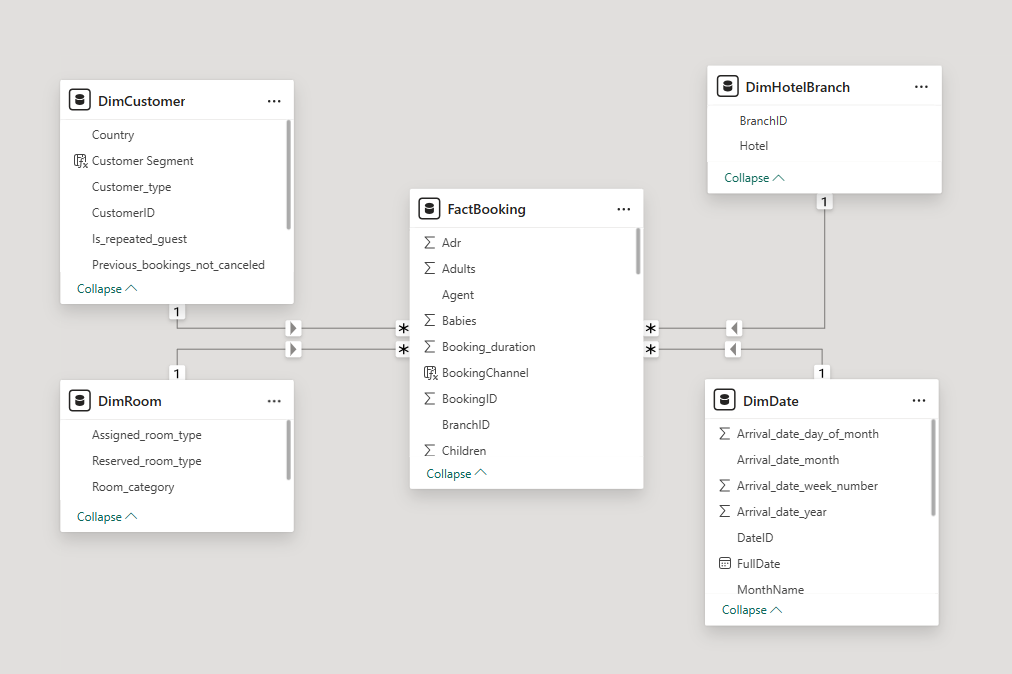 DimCustomer ...
Country
Customer Segment
Customer_type
CustomerID
Is_repeated_guest
Previous_bookings_not_canceled
Collapse
1
*
DimRoom ...
Assigned_room_type
Reserved_room_type
Room_category
Collapse
1
*
FactBooking ...
Σ Adr
Σ Adults
Agent
Σ Babies
Σ Booking_duration
BookingChannel
Σ BookingID
BranchID
Σ Children
Collapse
DimHotelBranch ...
BranchID
Hotel
Collapse
1
*
DimDate ...
Σ Arrival_date_day_of_month
Arrival_date_month
Σ Arrival_date_week_number
Σ Arrival_date_year
DateID
FullDate
MonthName
Collapse
1
*